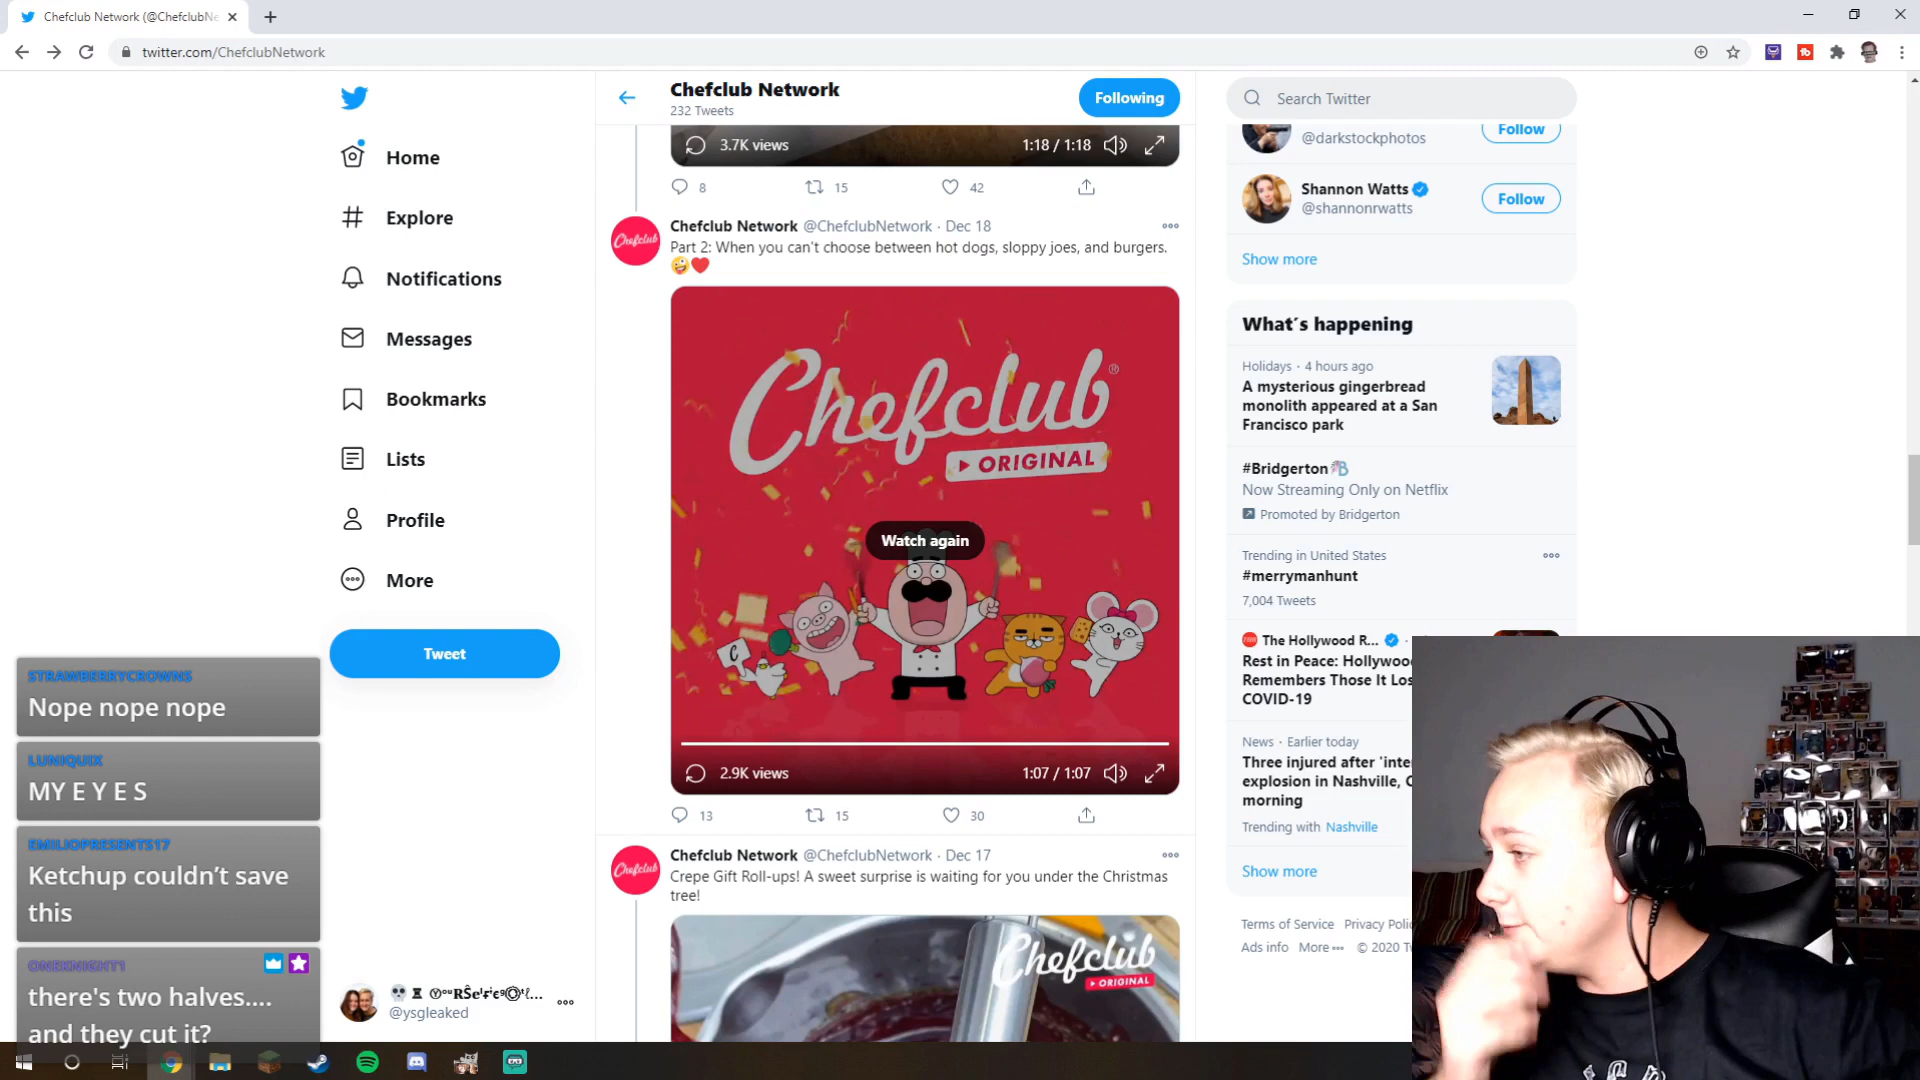 Chefclub Network (@ChefclubNe
twitter.com/ChefclubNetwork
Chefclub Network
232 Tweets
Following
Search Twitter
Home
Explore
Notifications
Messages
Bookmarks
Lists
Profile
More
Tweet
3.7K views
1:18 / 1:18
8
15
42
Chefclub Network @ChefclubNetwork · Dec 18
Part 2: When you can't choose between hot dogs, sloppy joes, and burgers.
🤪❤️
Chefclub®
ORIGINAL
Watch again
C
2.9K views
1:07 / 1:07
13
15
30
Chefclub Network @ChefclubNetwork · Dec 17
Crepe Gift Roll-ups! A sweet surprise is waiting for you under the Christmas
tree!
Chefclub
ORIGINAL
Chefclub
Chefclub
@darkstockphotos
Follow
Shannon Watts
@shannonrwatts
Follow
Show more
What's happening
Holidays · 4 hours ago
A mysterious gingerbread
monolith appeared at a San
Francisco park
#Bridgerton
Now Streaming Only on Netflix
Promoted by Bridgerton
Trending in United States
#merrymanhunt
7,004 Tweets
The Hollywood R...
Rest in Peace: Hollywoo
Remembers Those It Los
COVID-19
News · Earlier today
Three injured after 'inte
explosion in Nashville, C
morning
Trending with Nashville
Show more
Terms of Service Privacy Polic
Ads info More © 2020 Tw
STRAWBERRYCROWNS
Nope nope nope
LUNIQUIX
MY E Y E S
EMILIOPRESENTS17
Ketchup couldn't save
this
ONEKNIGHT1
there's two halves....
and they cut it?
@ysgleaked